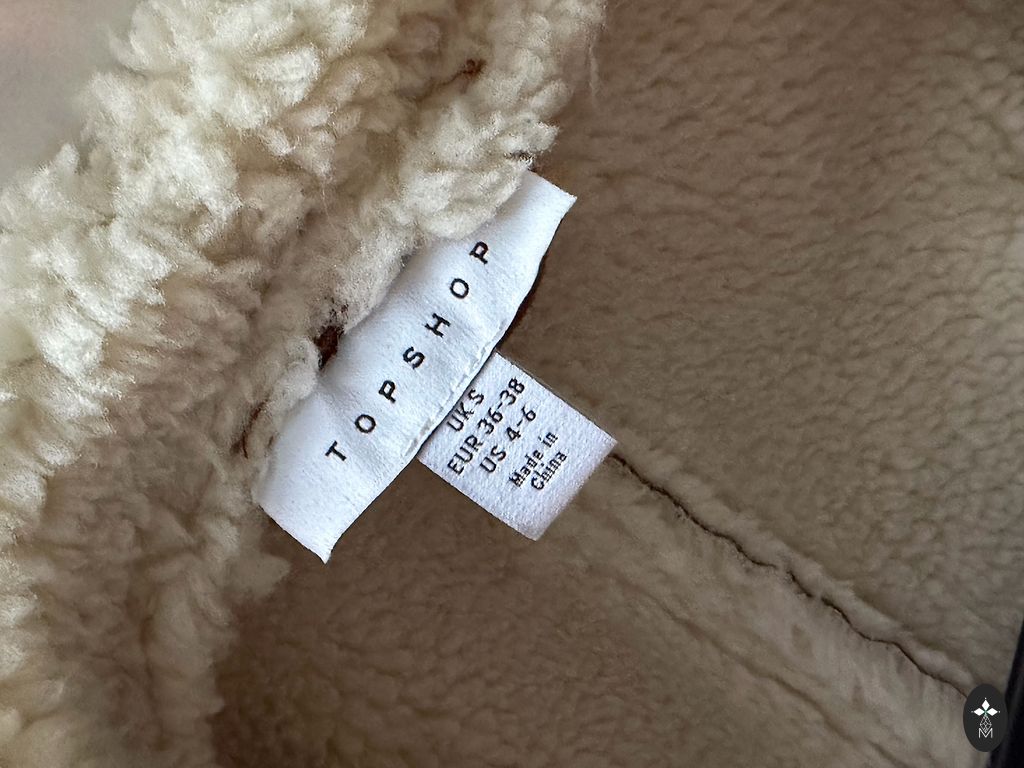 TOPSHOP
UK S
EUR 36-38
US 4-6
Made in
China
M